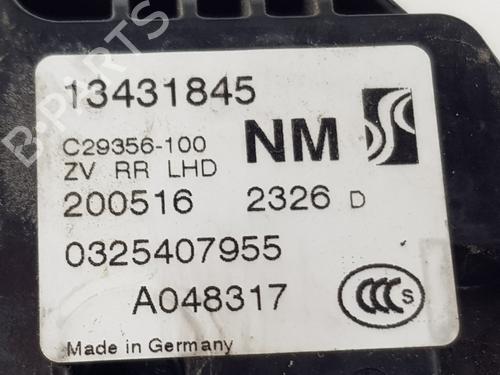 13431845
C29356-100 NM
ZV RR LHD
200516 2326 D
0325407955
A048317
CCC S
Made in Germany
B-PARTS